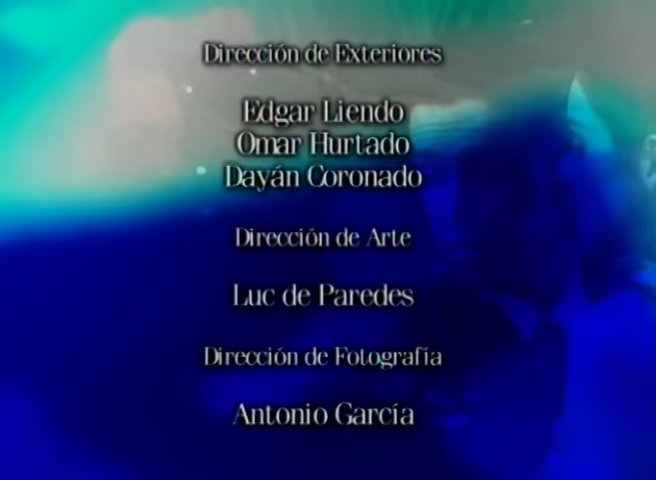 Dirección de Exteriores
Edgar Liendo
Omar Hurtado
Dayán Coronado
Dirección de Arte
Luc de Paredes
Dirección de Fotografía
Antonio García